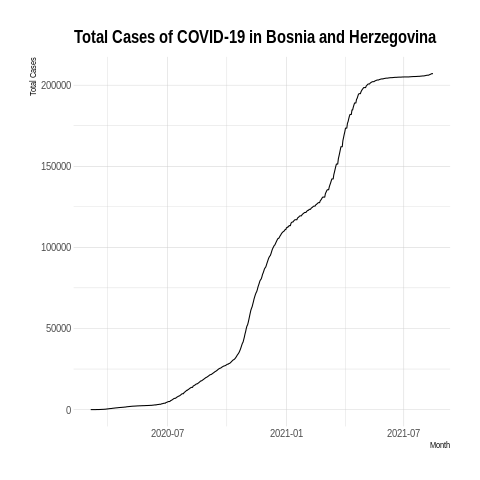 Total Cases of COVID-19 in Bosnia and Herzegovina
Total Cases
200000
150000
100000
50000
0
2020-07 2021-01 2021-07
Month